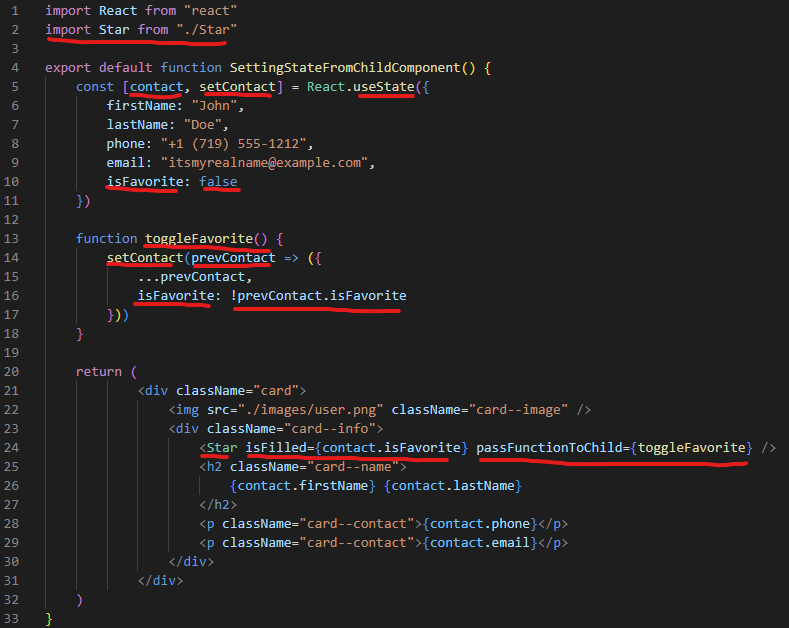 1 import React from "react"
2 import Star from "./Star"
3
4 export default function SettingStateFromChildComponent() {
5     const [contact, setContact] = React.useState({
6         firstName: "John",
7         lastName: "Doe",
8         phone: "+1 (719) 555-1212",
9         email: "itsmyrealname@example.com",
10         isFavorite: false
11     })
12
13     function toggleFavorite() {
14         setContact(prevContact => ({
15             ...prevContact,
16             isFavorite: !prevContact.isFavorite
17         }))
18     }
19
20     return (
21             <div className="card">
22                 <img src="./images/user.png" className="card--image" />
23                 <div className="card--info">
24                     <Star isFilled={contact.isFavorite} passFunctionToChild={toggleFavorite} />
25                     <h2 className="card--name">
26                         {contact.firstName} {contact.lastName}
27                     </h2>
28                     <p className="card--contact">{contact.phone}</p>
29                     <p className="card--contact">{contact.email}</p>
30                 </div>
31             </div>
32     )
33 }